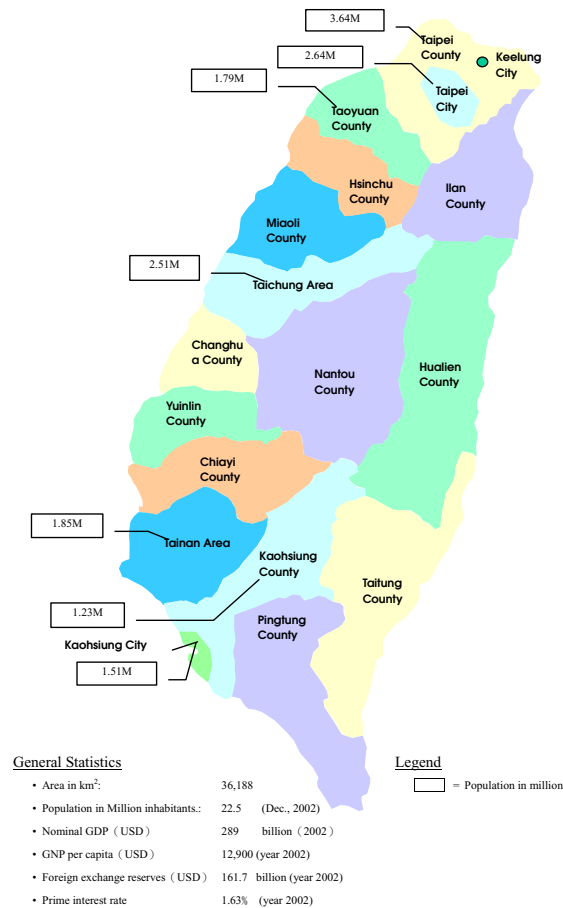 3.64M
Taipei
County
2.64M
Keelung
City
1.79M
Taipei
City
Taoyuan
County
Hsinchu
County
Ilan
County
Miaoli
County
2.51M
Taichung Area
Changhu
a County
Nantou
County
Hualien
County
Yuinlin
County
Chiayi
County
1.85M
Tainan Area
Kaohsiung
County
Taitung
County
1.23M
Pingtung
County
Kaohsiung City
1.51M
General Statistics
• Area in km²: 36,188
• Population in Million inhabitants.: 22.5 (Dec., 2002)
• Nominal GDP（USD） 289 billion（2002）
• GNP per capita（USD） 12,900 (year 2002)
• Foreign exchange reserves（USD） 161.7 billion (year 2002)
• Prime interest rate 1.63% (year 2002)
Legend
= Population in million